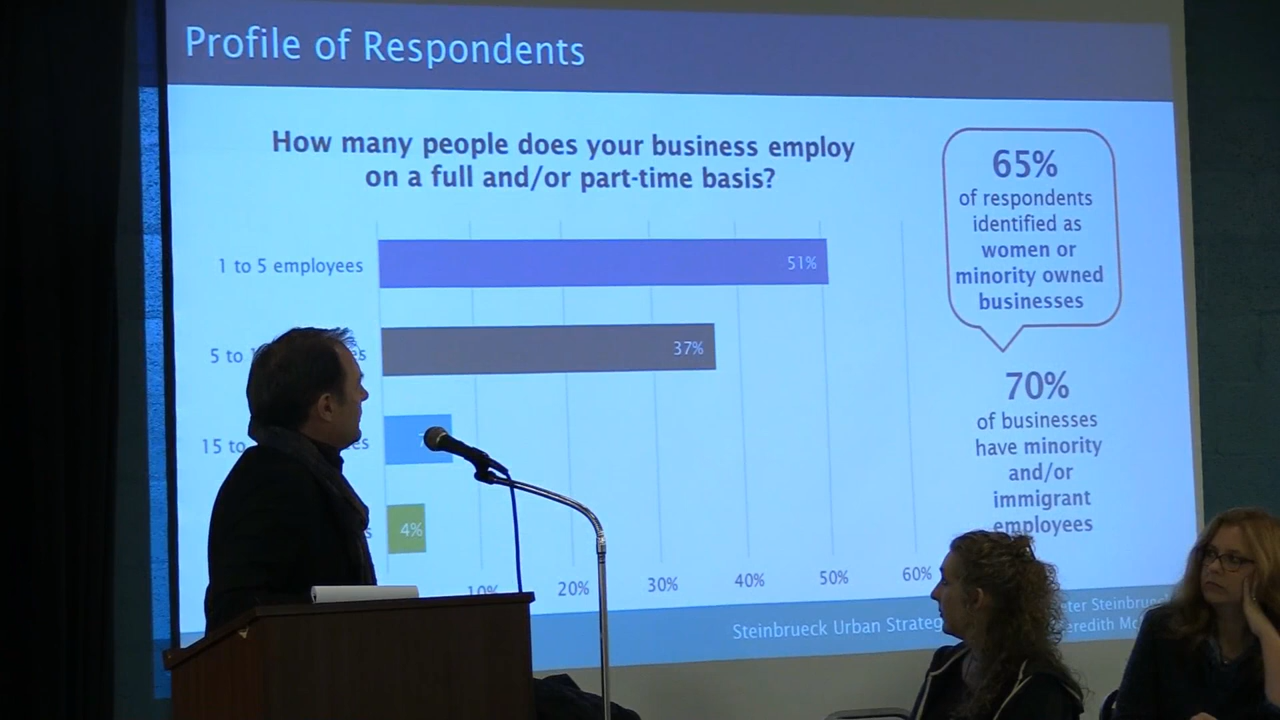 Profile of Respondents
How many people does your business employ
on a full and/or part-time basis?
1 to 5 employees
51%
5 to
37%
15 to
4%
10%
20%
30%
40%
50%
60%
65%
of respondents
identified as
women or
minority owned
businesses
70%
of businesses
have minority
and/or
immigrant
employees
Steinbrueck Urban